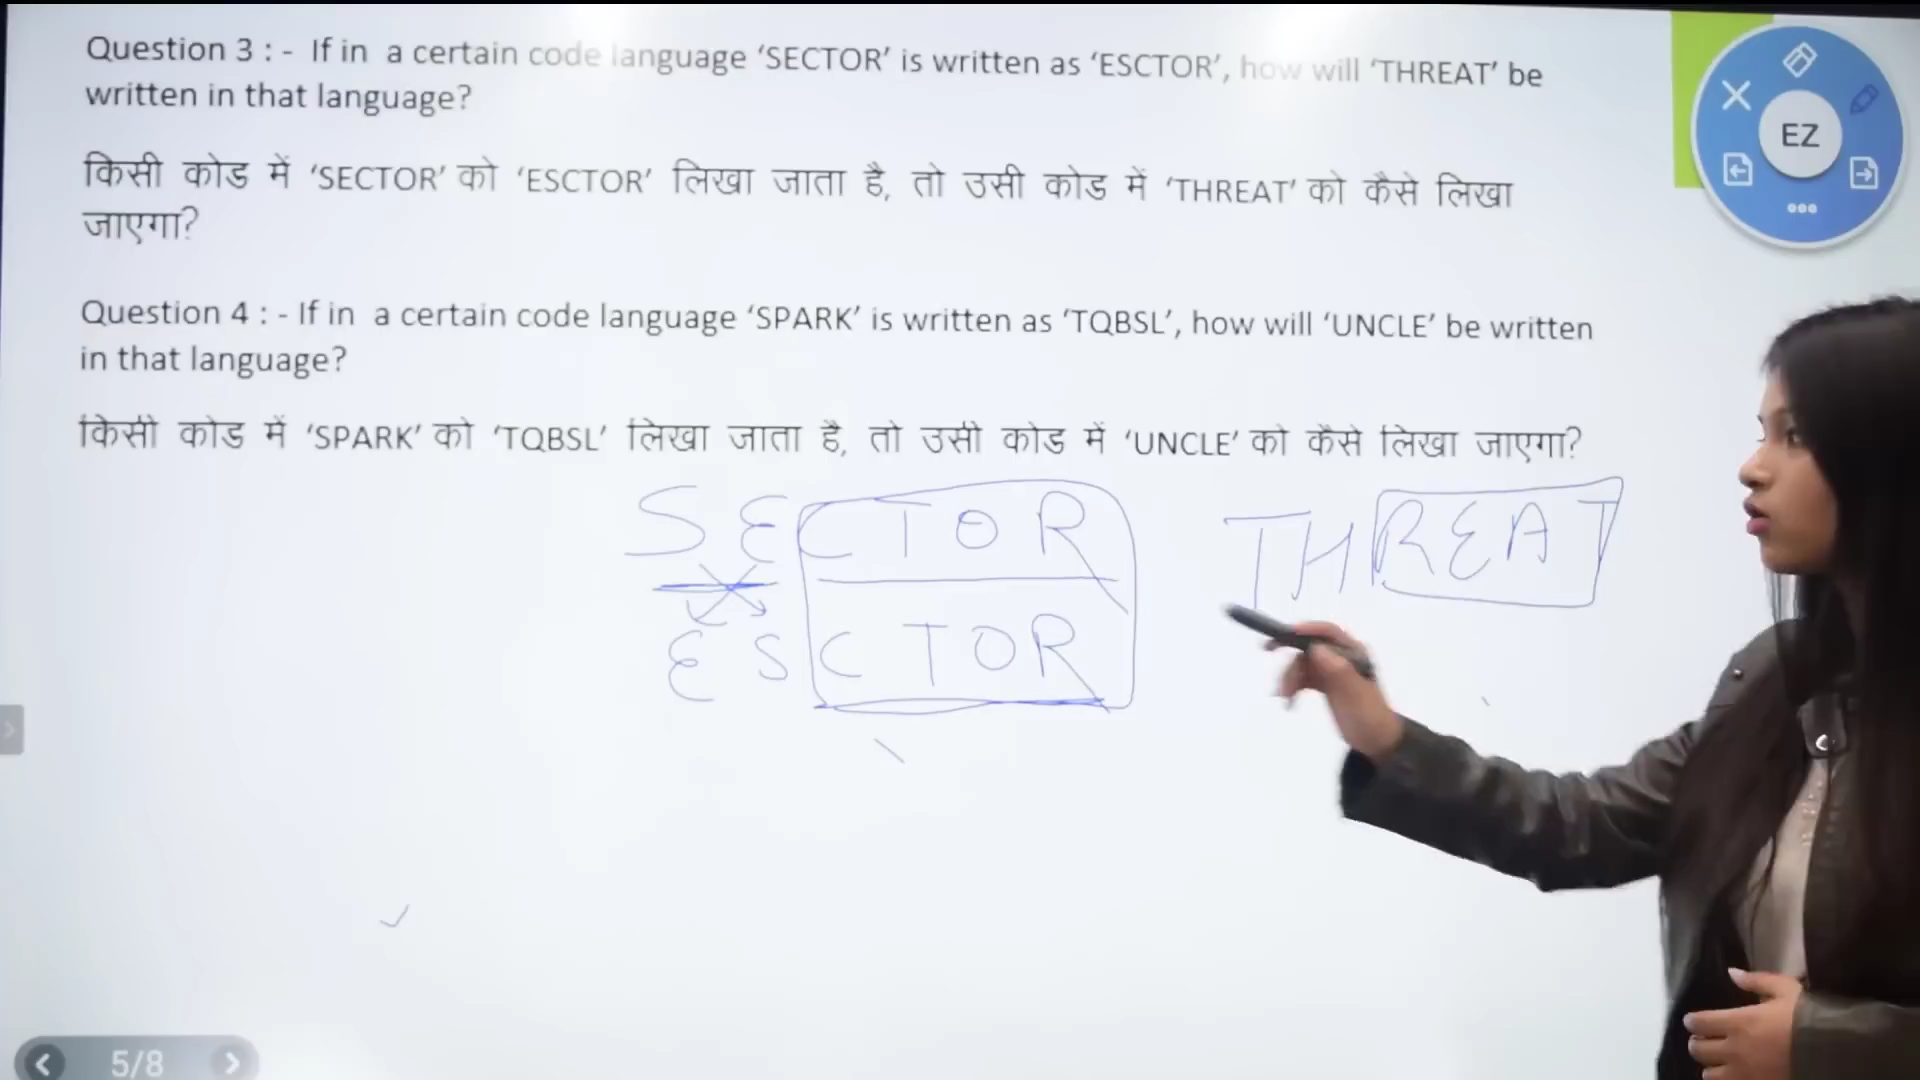 Question 3 : - If in a certain code language ‘SECTOR’ is written as ‘ESCTOR’, how will ‘THREAT’ be
written in that language?
किसी कोड में ‘SECTOR’ को ‘ESCTOR’ लिखा जाता है, तो उसी कोड में ‘THREAT’ को कैसे लिखा
जाएगा?
Question 4 : - If in a certain code language ‘SPARK’ is written as ‘TQBSL’, how will ‘UNCLE’ be written
in that language?
किसी कोड में ‘SPARK’ को ‘TQBSL’ लिखा जाता है, तो उसी कोड में ‘UNCLE’ को कैसे लिखा जाएगा?
SECTOR THREAT
ESCTOR
EZ
5/8